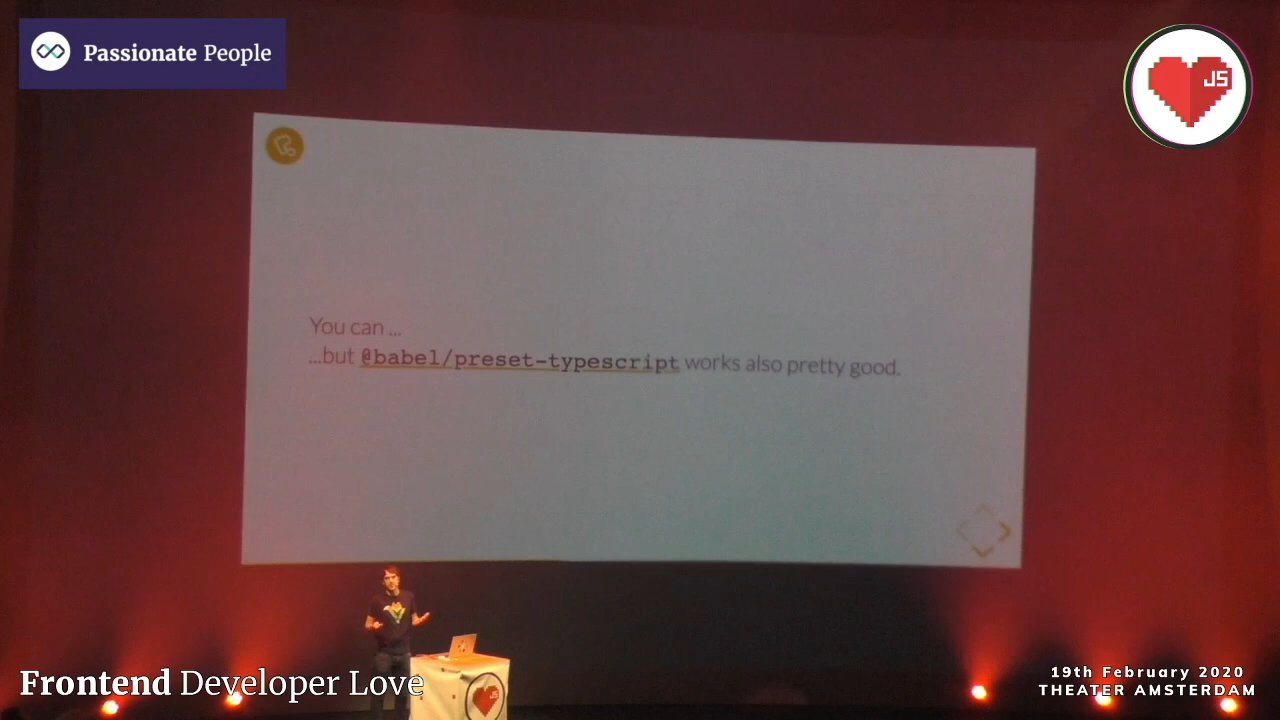 Passionate People
JS
You can ...
...but @babel/preset-typescript works also pretty good.
JS
Frontend Developer Love
19th February 2020
THEATER AMSTERDAM